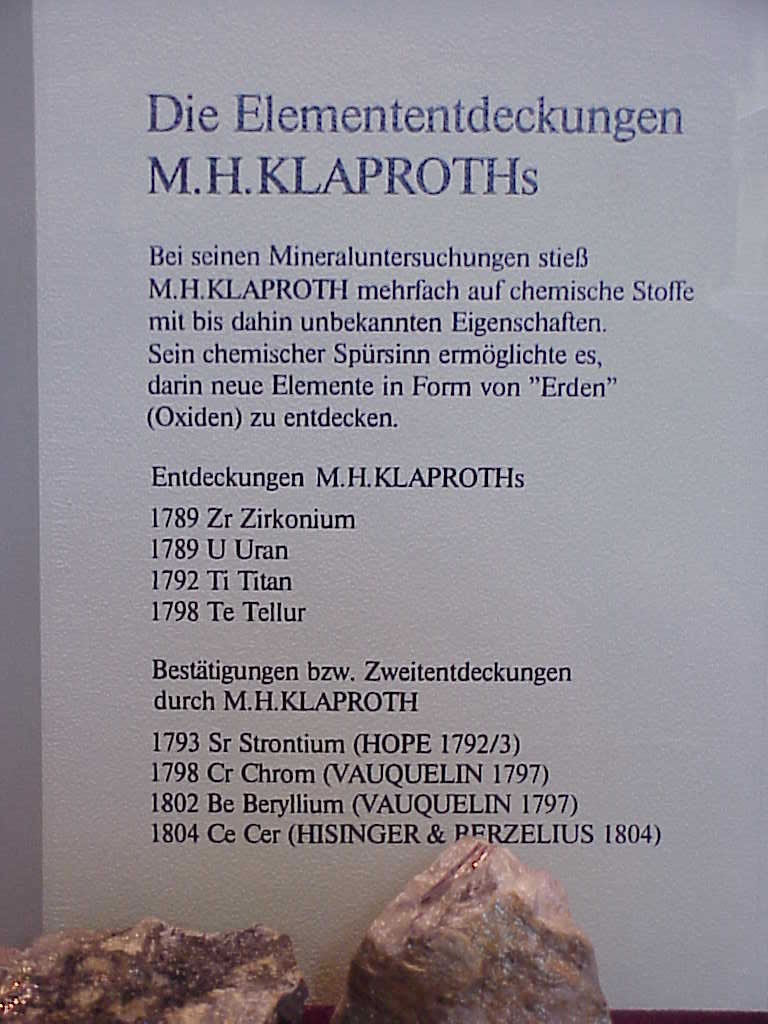 Die Elemententdeckungen
M.H.KLAPROTHs
Bei seinen Mineraluntersuchungen stieß
M.H.KLAPROTH mehrfach auf chemische Stoffe
mit bis dahin unbekannten Eigenschaften.
Sein chemischer Spürsinn ermöglichte es,
darin neue Elemente in Form von ”Erden”
(Oxiden) zu entdecken.
Entdeckungen M.H.KLAPROTHs
1789 Zr Zirkonium
1789 U Uran
1792 Ti Titan
1798 Te Tellur
Bestätigungen bzw. Zweitentdeckungen
durch M.H.KLAPROTH
1793 Sr Strontium (HOPE 1792/3)
1798 Cr Chrom (VAUQUELIN 1797)
1802 Be Beryllium (VAUQUELIN 1797)
1804 Ce Cer (HISINGER & BERZELIUS 1804)